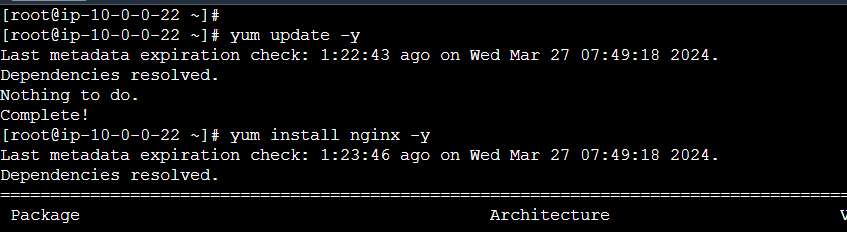 [root@ip-10-0-0-22 ~]#
[root@ip-10-0-0-22 ~]# yum update -y
Last metadata expiration check: 1:22:43 ago on Wed Mar 27 07:49:18 2024.
Dependencies resolved.
Nothing to do.
Complete!
[root@ip-10-0-0-22 ~]# yum install nginx -y
Last metadata expiration check: 1:23:46 ago on Wed Mar 27 07:49:18 2024.
Dependencies resolved.
=====================================================================================
Package Architecture